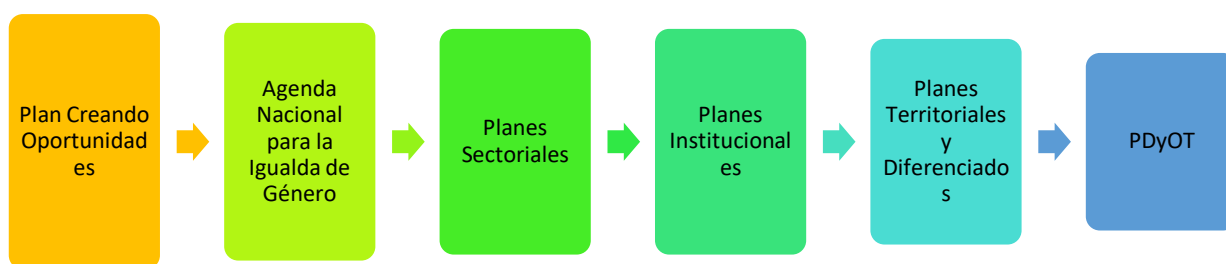 Plan Creando
Oportunidad
es
Agenda
Nacional
para la
Igualda de
Género
Planes
Sectoriales
Planes
Institucional
es
Planes
Territoriales
y
Diferenciado
s
PDyOT